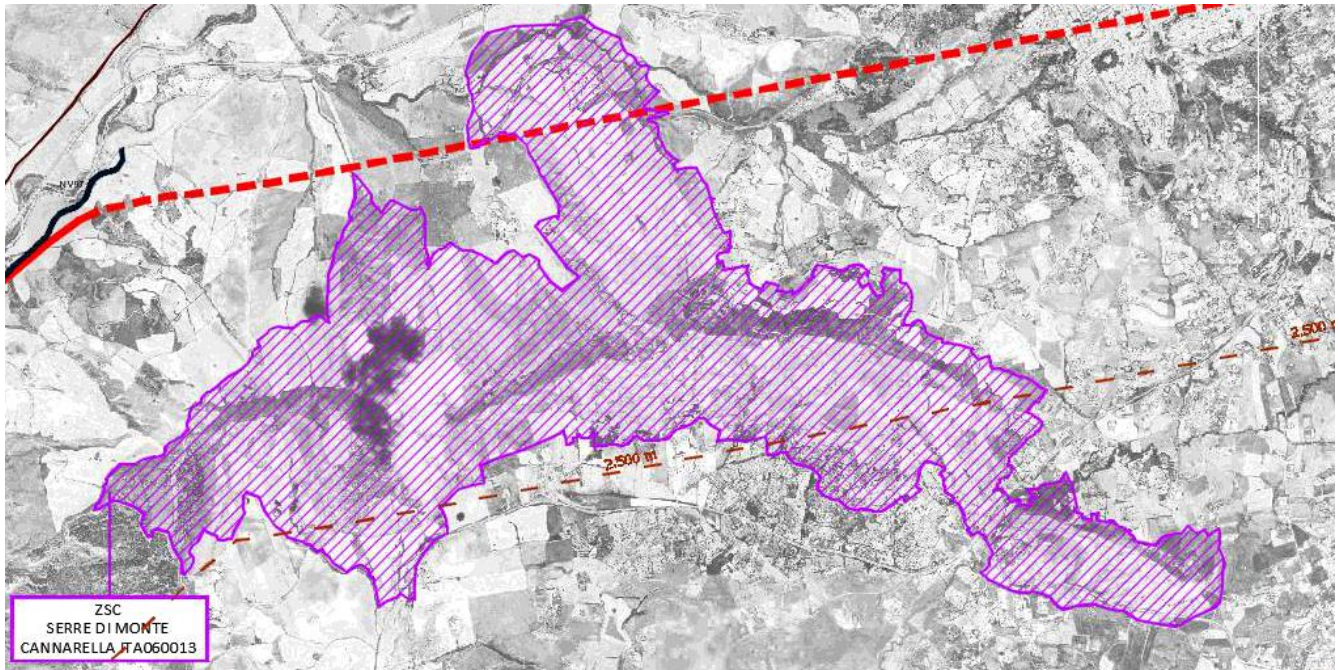 2.500
2.500 m
ZSC
SERRE DI MONTE
CANNARELLA ITA060013